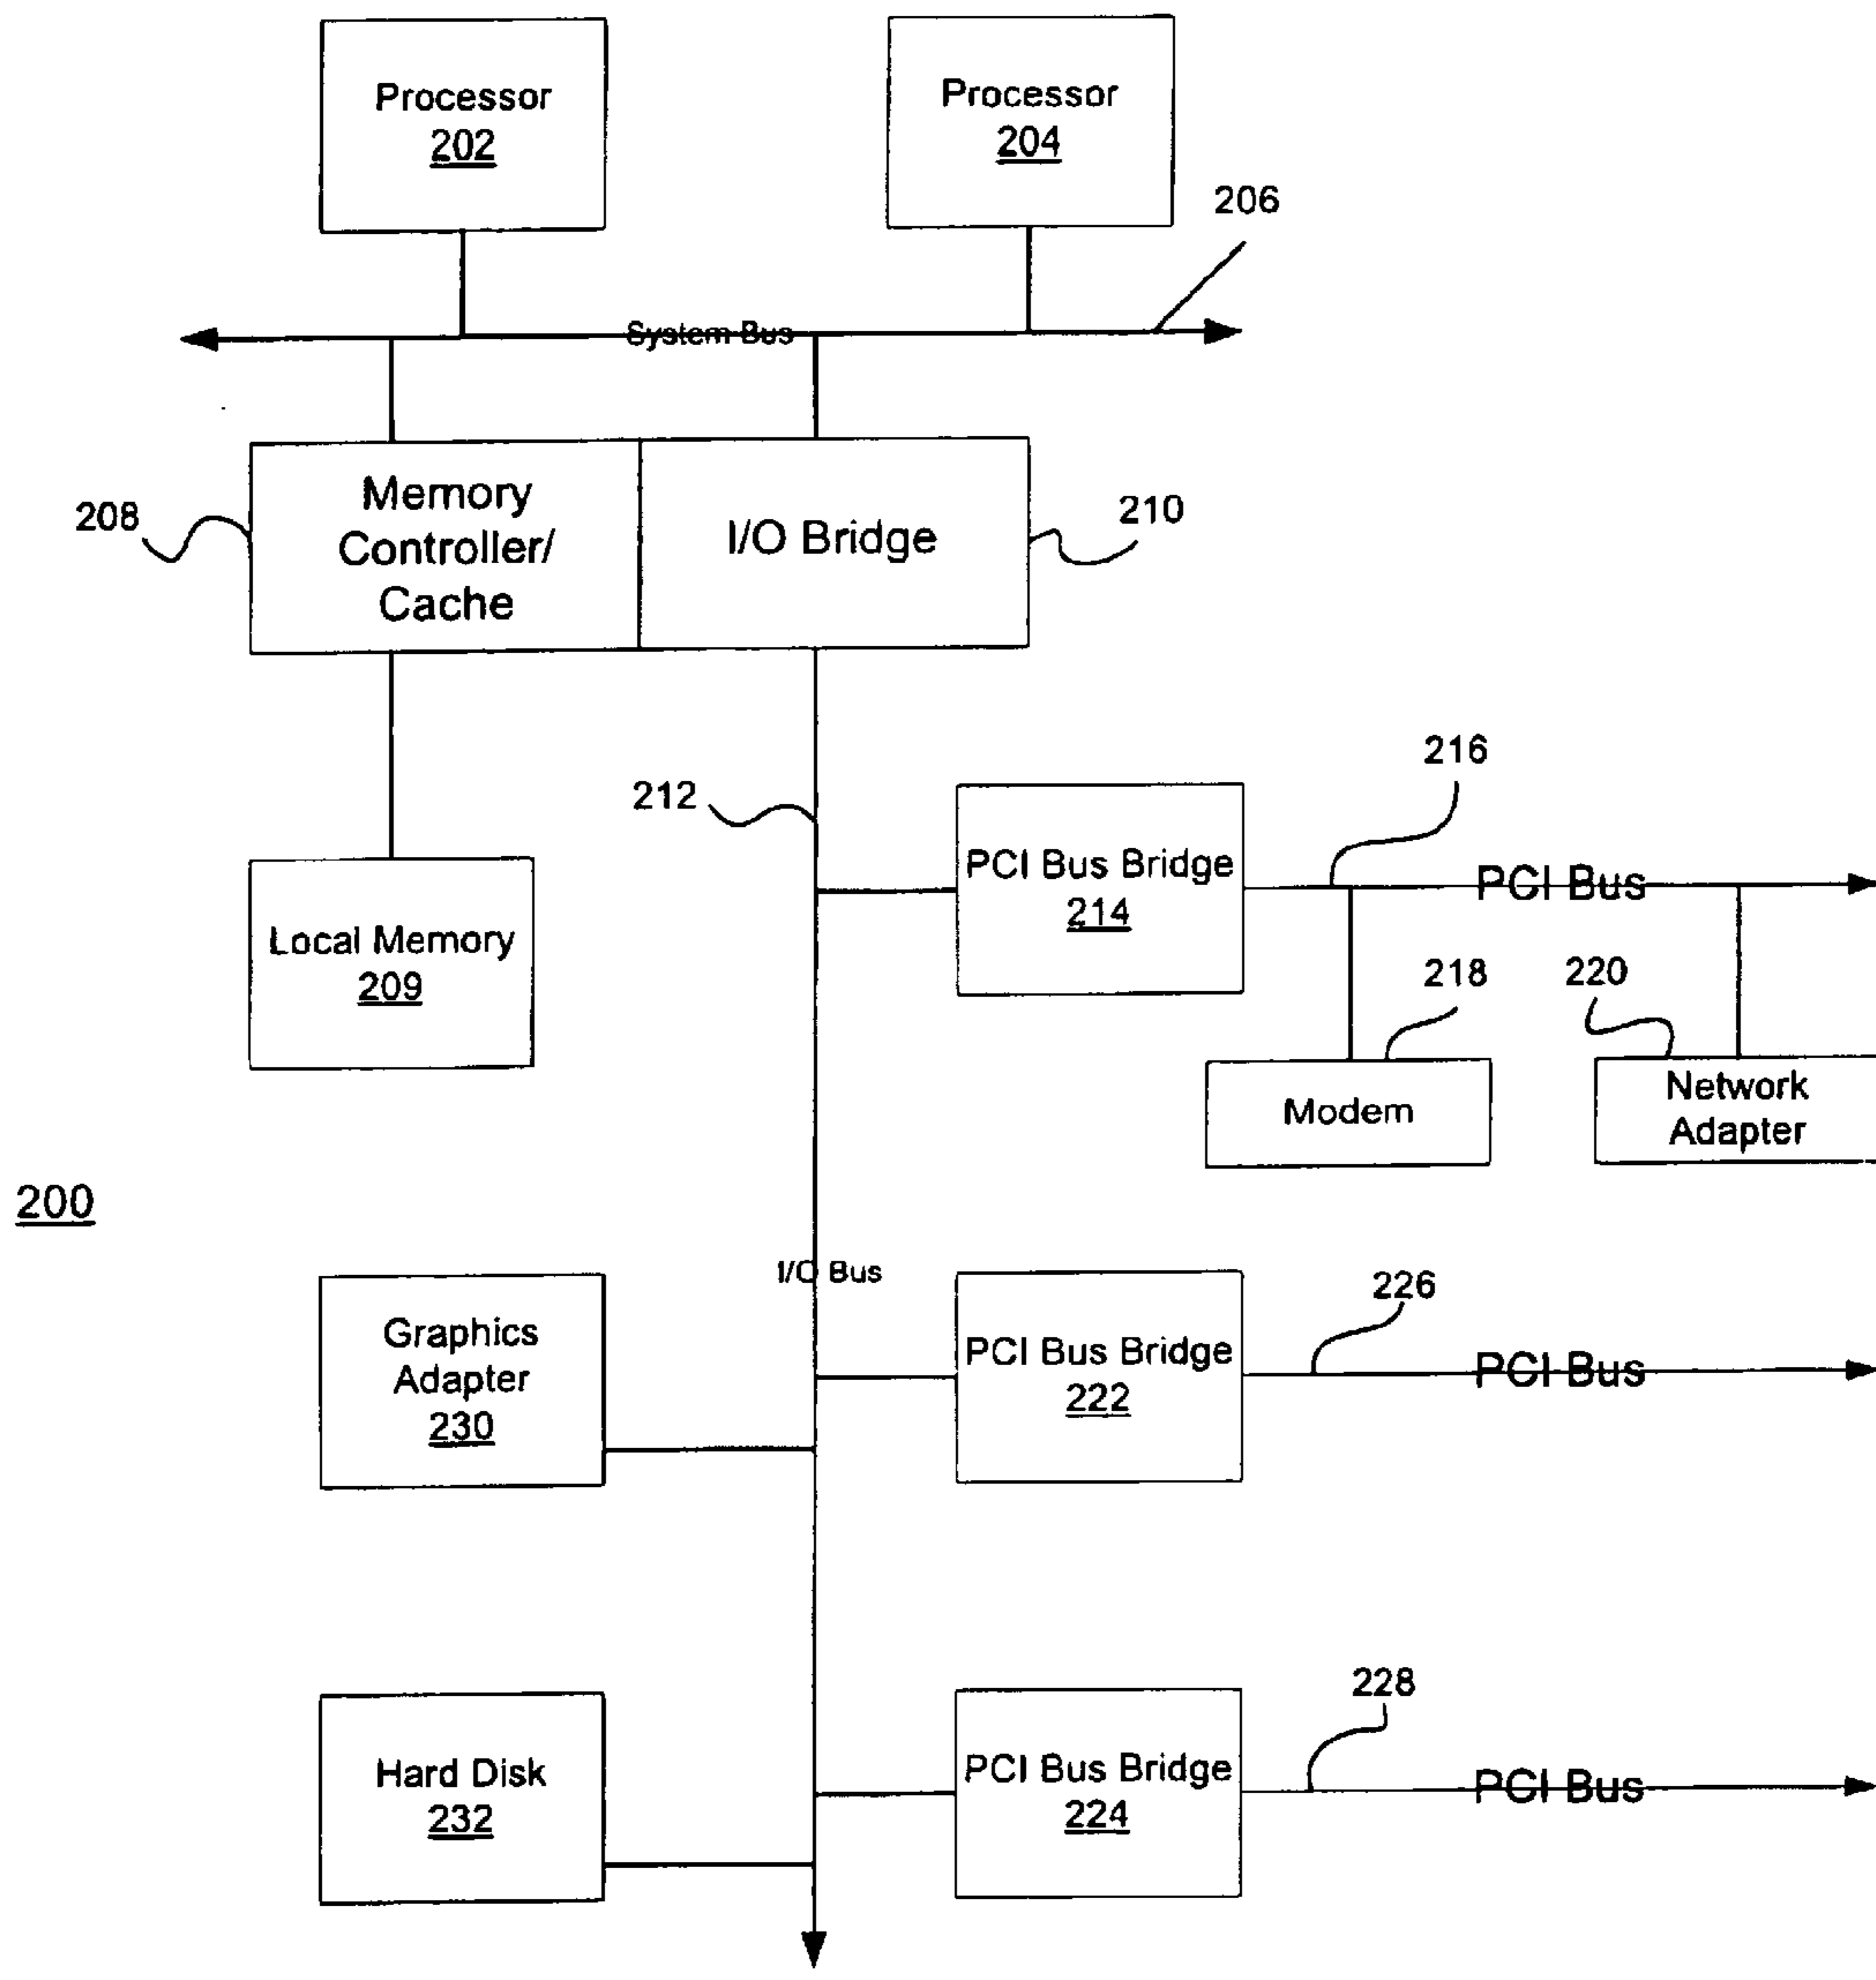 Processor
202
Processor
204
206
System Bus
208
Memory
Controller/
Cache
I/O Bridge
210
212
216
PCI Bus Bridge
214
PCI Bus
Local Memory
209
218
220
Modem
Network
Adapter
200
I/O Bus
226
Graphics
Adapter
230
PCI Bus Bridge
222
PCI Bus
228
Hard Disk
232
PCI Bus Bridge
224
PCI Bus